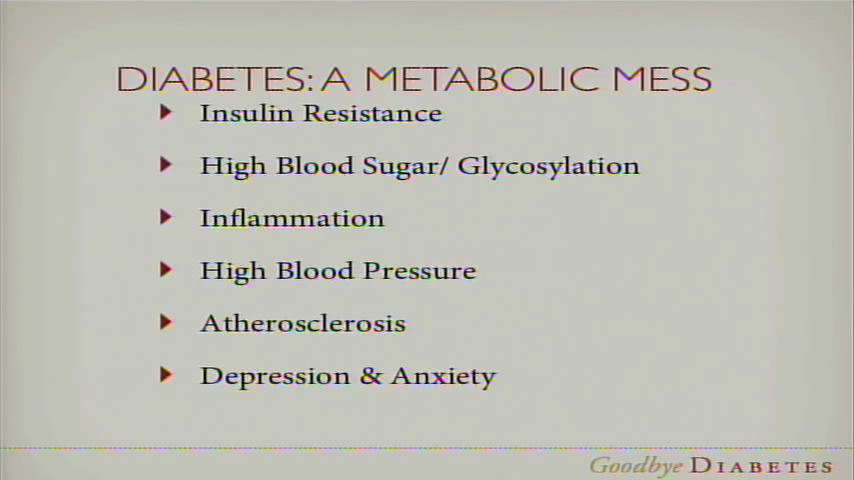 DIABETES: A METABOLIC MESS
Insulin Resistance
High Blood Sugar/ Glycosylation
Inflammation
High Blood Pressure
Atherosclerosis
Depression & Anxiety
Goodbye DIABETES